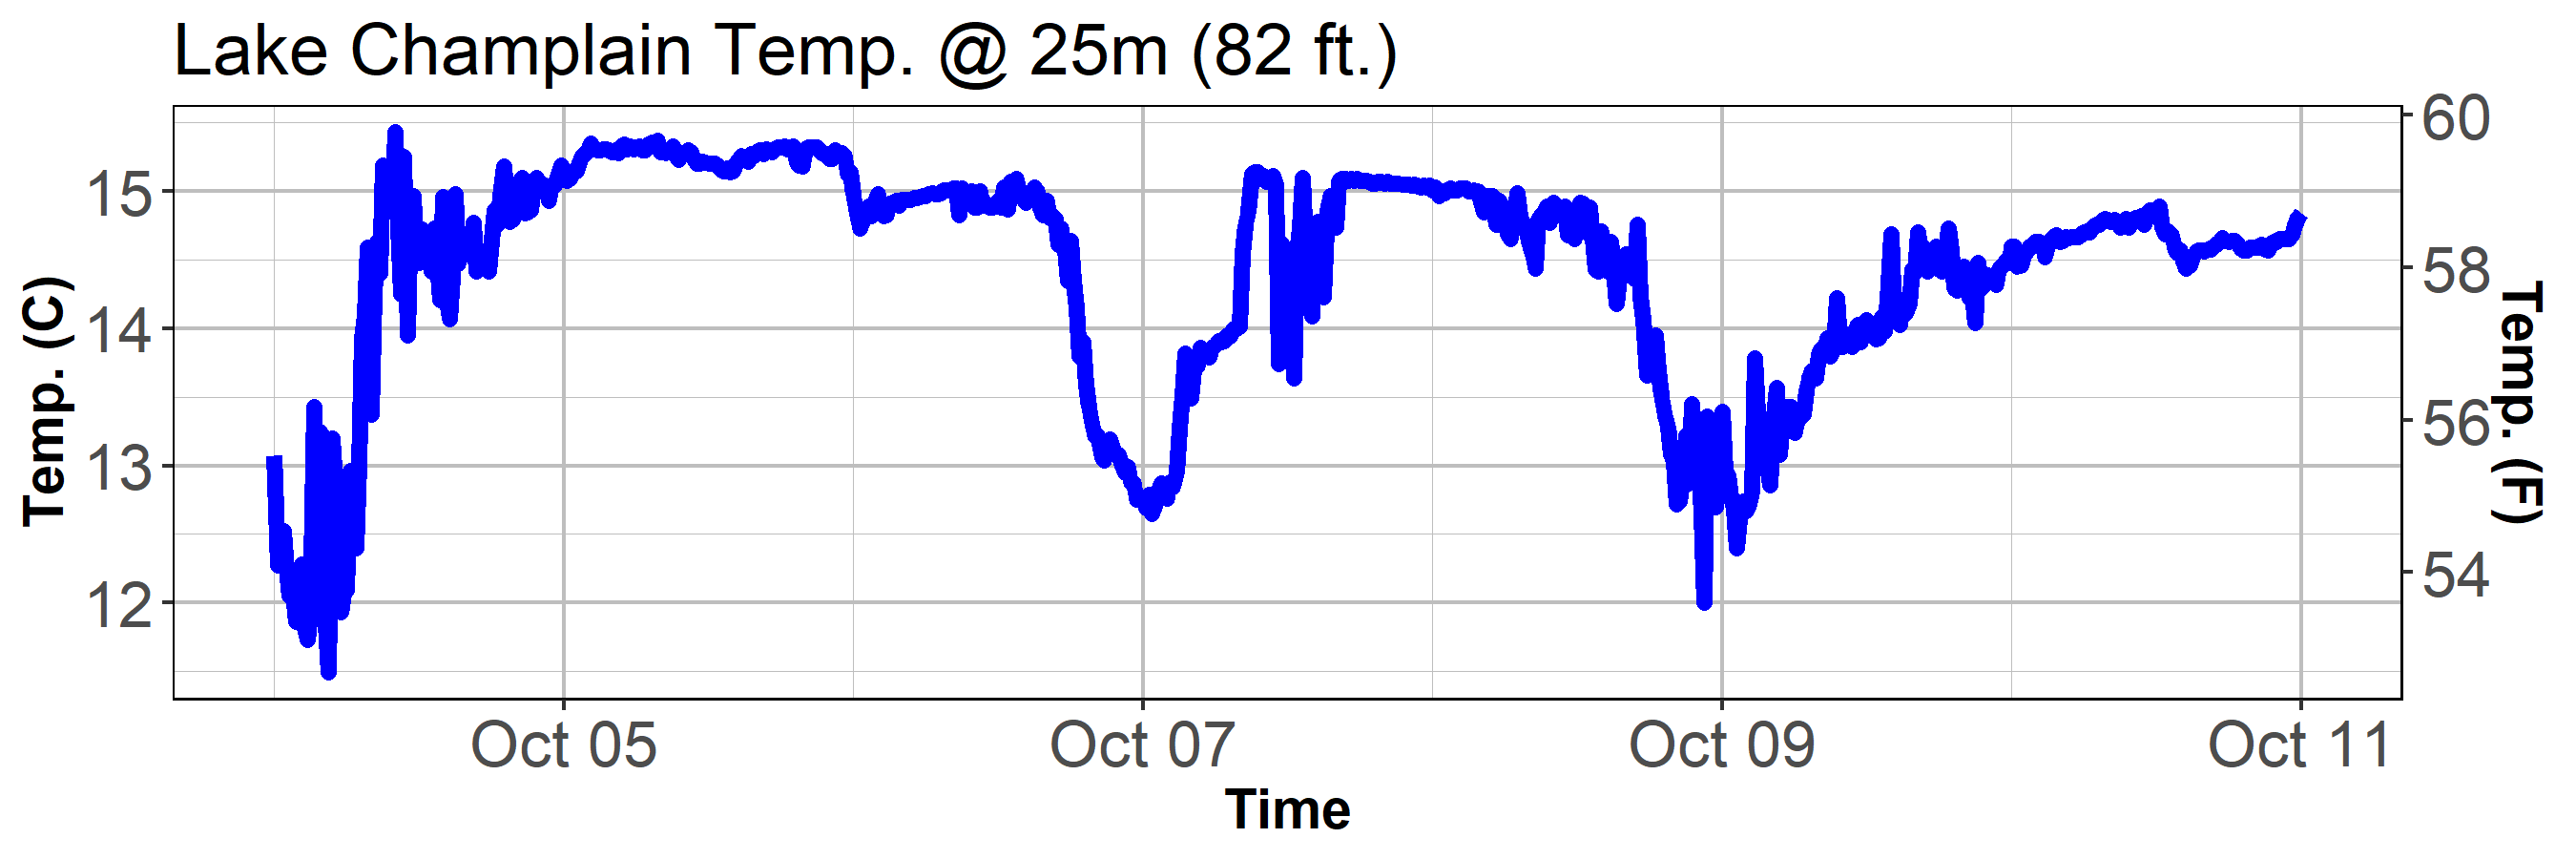 Lake Champlain Temp. @ 25m (82 ft.)
Temp. (C)
15
14
13
12
60
58
56
54
Temp. (F)
Oct 05
Oct 07
Oct 09
Oct 11
Time